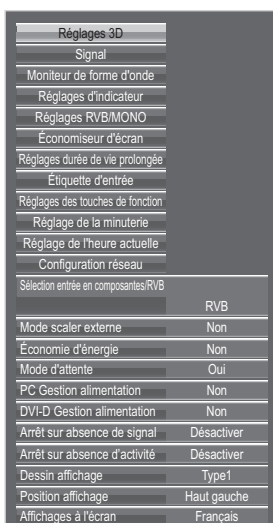 Réglages 3D
Signal
Moniteur de forme d'onde
Réglages d'indicateur
Réglages RVB/MONO
Économiseur d'écran
Réglages durée de vie prolongée
Étiquette d'entrée
Réglages des touches de fonction
Réglage de la minuterie
Réglage de l'heure actuelle
Configuration réseau
Sélection entrée en composantes/RVB
RVB
Mode scaler externe Non
Économie d'énergie Non
Mode d'attente Oui
PC Gestion alimentation Non
DVI-D Gestion alimentation Non
Arrêt sur absence de signal Désactiver
Arrêt sur absence d'activité Désactiver
Dessin affichage Type1
Position affichage Haut gauche
Affichages à l'écran Français